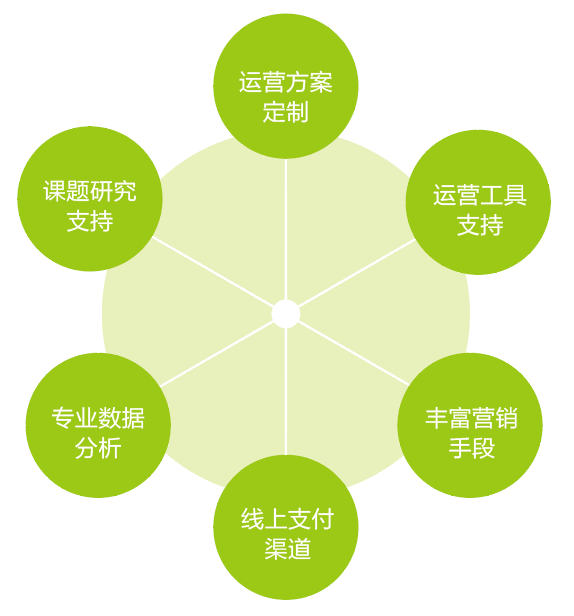 运营方案
定制
运营工具
支持
丰富营销
手段
线上支付
渠道
专业数据
分析
课题研究
支持